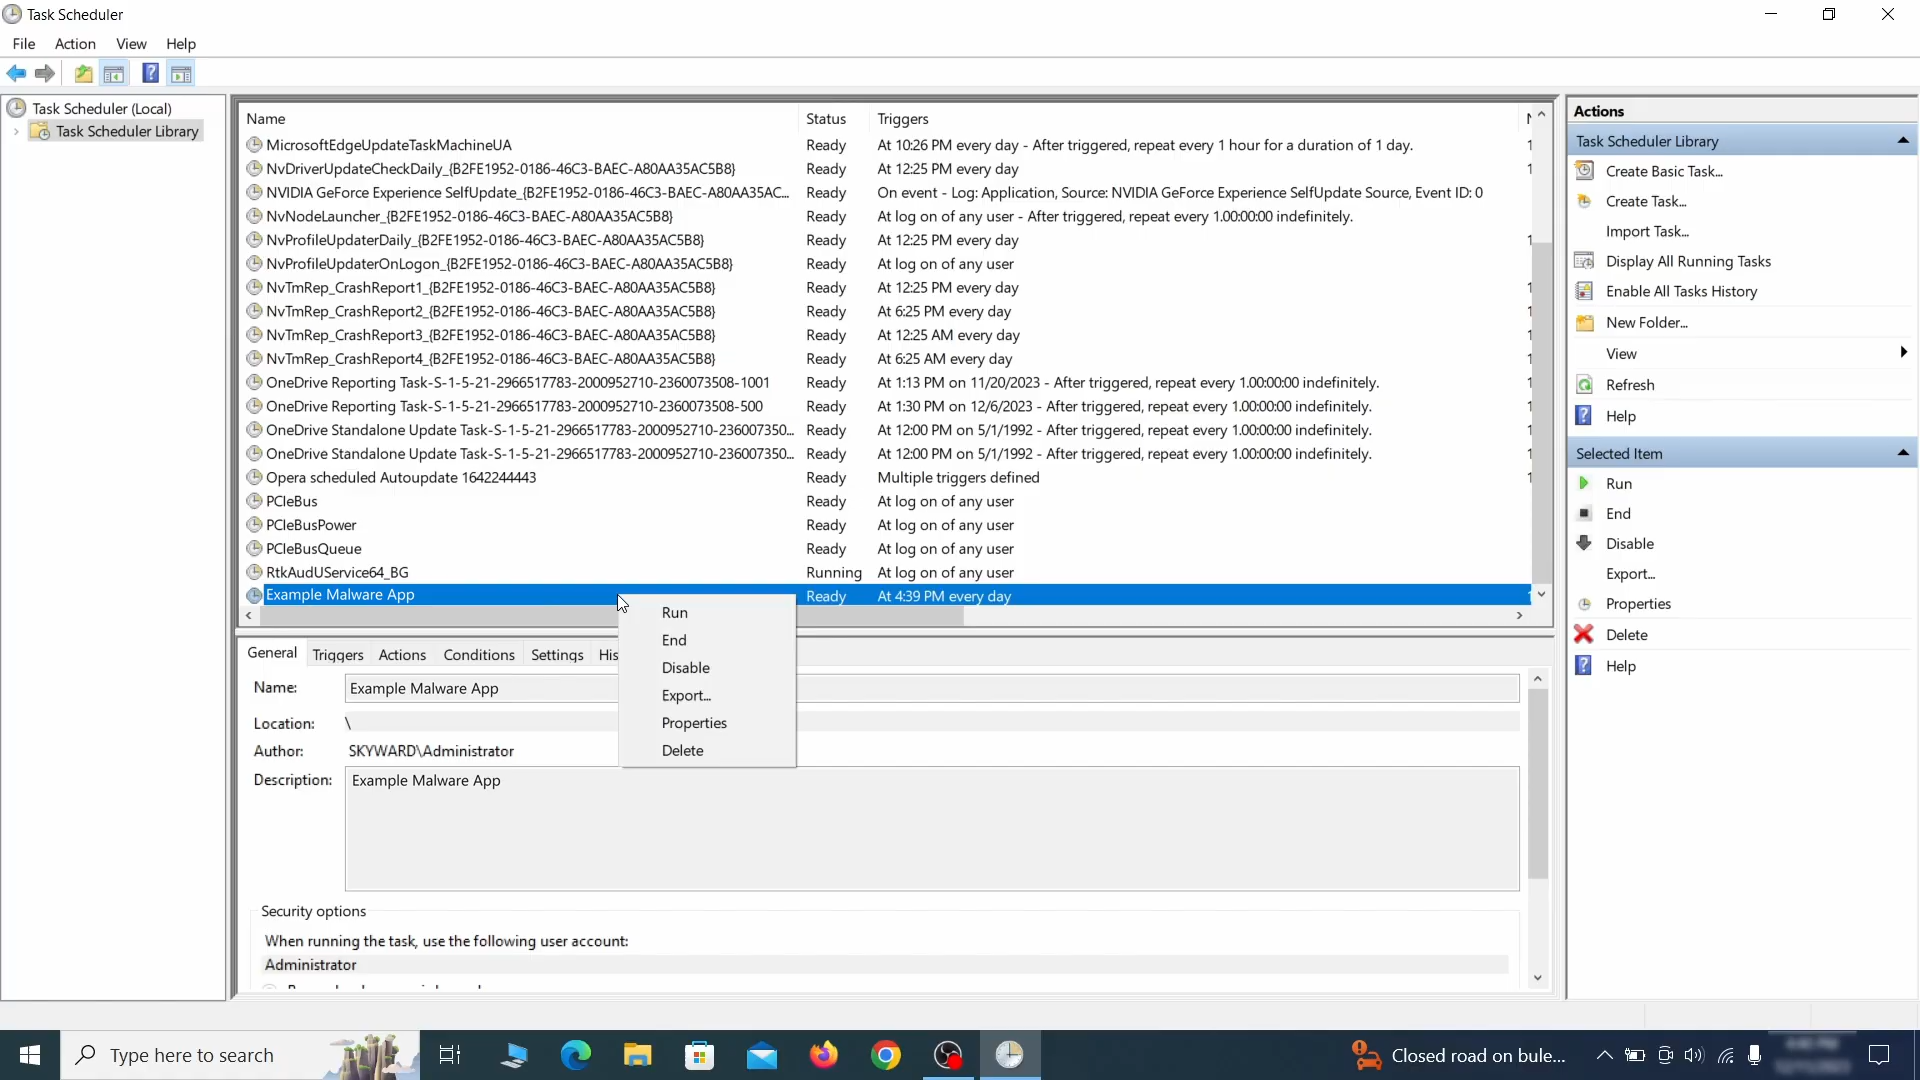 Task Scheduler
File Action View Help
Task Scheduler (Local)
Task Scheduler Library
Name Status Triggers
MicrosoftEdgeUpdateTaskMachineUA Ready At 10:26 PM every day - After triggered, repeat every 1 hour for a duration of 1 day.
NvDriverUpdateCheckDaily_{B2FE1952-0186-46C3-BAEC-A80AA35AC5B8} Ready At 12:25 PM every day
NVIDIA GeForce Experience SelfUpdate_{B2FE1952-0186-46C3-BAEC-A80AA35AC... Ready On event - Log: Application, Source: NVIDIA GeForce Experience SelfUpdate Source, Event ID: 0
NvNodeLauncher_{B2FE1952-0186-46C3-BAEC-A80AA35AC5B8} Ready At log on of any user - After triggered, repeat every 1.00:00:00 indefinitely.
NvProfileUpdaterDaily_{B2FE1952-0186-46C3-BAEC-A80AA35AC5B8} Ready At 12:25 PM every day
NvProfileUpdaterOnLogon_{B2FE1952-0186-46C3-BAEC-A80AA35AC5B8} Ready At log on of any user
NvTmRep_CrashReport1_{B2FE1952-0186-46C3-BAEC-A80AA35AC5B8} Ready At 12:25 PM every day
NvTmRep_CrashReport2_{B2FE1952-0186-46C3-BAEC-A80AA35AC5B8} Ready At 6:25 PM every day
NvTmRep_CrashReport3_{B2FE1952-0186-46C3-BAEC-A80AA35AC5B8} Ready At 12:25 AM every day
NvTmRep_CrashReport4_{B2FE1952-0186-46C3-BAEC-A80AA35AC5B8} Ready At 6:25 AM every day
OneDrive Reporting Task-S-1-5-21-2966517783-2000952710-2360073508-1001 Ready At 1:13 PM on 11/20/2023 - After triggered, repeat every 1.00:00:00 indefinitely.
OneDrive Reporting Task-S-1-5-21-2966517783-2000952710-2360073508-500 Ready At 1:30 PM on 12/6/2023 - After triggered, repeat every 1.00:00:00 indefinitely.
OneDrive Standalone Update Task-S-1-5-21-2966517783-2000952710-236007350... Ready At 12:00 PM on 5/1/1992 - After triggered, repeat every 1.00:00:00 indefinitely.
OneDrive Standalone Update Task-S-1-5-21-2966517783-2000952710-236007350... Ready At 12:00 PM on 5/1/1992 - After triggered, repeat every 1.00:00:00 indefinitely.
Opera scheduled Autoupdate 1642244443 Ready Multiple triggers defined
PCIeBus Ready At log on of any user
PCIeBusPower Ready At log on of any user
PCIeBusQueue Ready At log on of any user
RtkAudUService64_BG Running At log on of any user
Example Malware App Ready At 4:39 PM every day
Run
End
Disable
Export...
Properties
Delete
General Triggers Actions Conditions Settings
Name: Example Malware App
Location: \
Author: SKYWARD\Administrator
Description: Example Malware App
Security options
When running the task, use the following user account:
Administrator
Actions
Task Scheduler Library
Create Basic Task...
Create Task...
Import Task...
Display All Running Tasks
Enable All Tasks History
New Folder...
View
Refresh
Help
Selected Item
Run
End
Disable
Export...
Properties
Delete
Help
Type here to search
Closed road on bule...